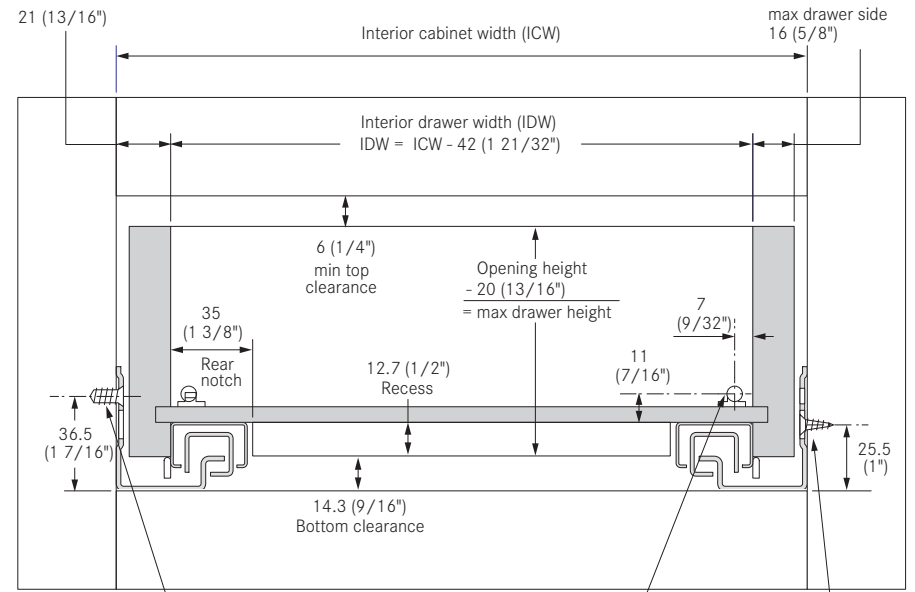 21 (13/16")
Interior cabinet width (ICW)
max drawer side
16 (5/8")
Interior drawer width (IDW)
IDW = ICW - 42 (1 21/32")
6 (1/4")
min top
clearance
Opening height
- 20 (13/16")
= max drawer height
35
(1 3/8")
Rear
notch
7
(9/32")
12.7 (1/2")
Recess
11
(7/16")
36.5
(1 7/16")
25.5
(1")
14.3 (9/16")
Bottom clearance